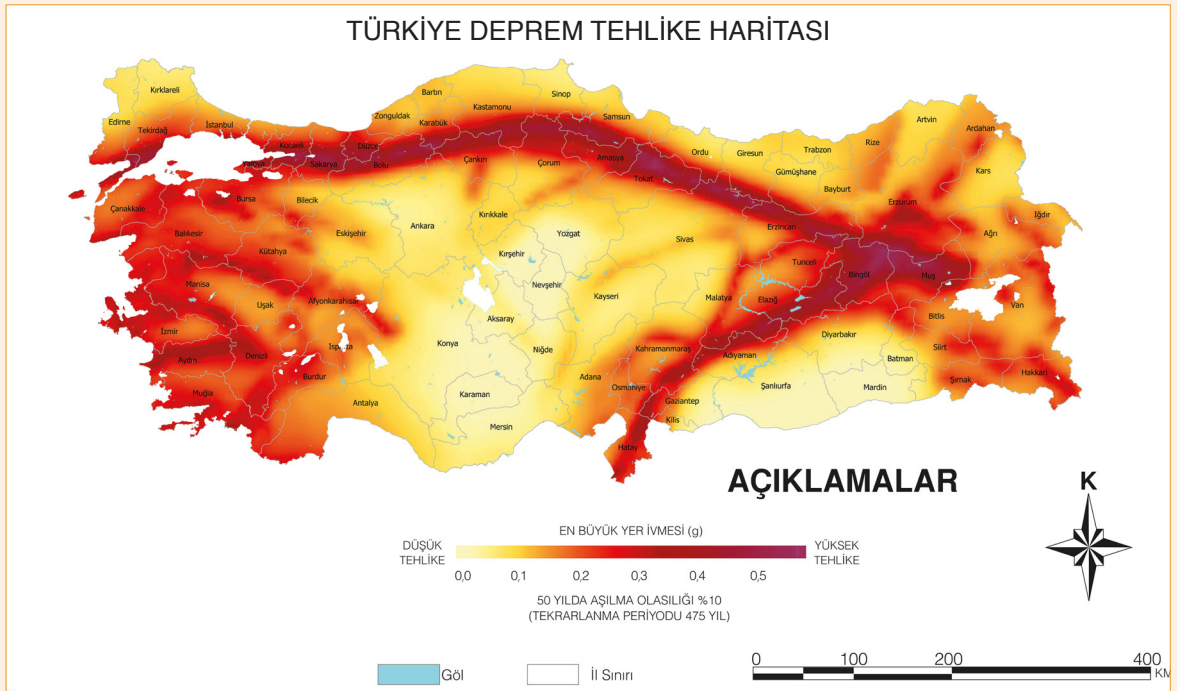 TÜRKİYE DEPREM TEHLİKE HARİTASI
Kırklareli
Edirne
Tekirdağ
İstanbul
Kocaeli
Yalova
Sakarya
Düzce
Bolu
Zonguldak
Bartın
Karabük
Kastamonu
Sinop
Samsun
Çankırı
Çorum
Amasya
Tokat
Ordu
Giresun
Trabzon
Gümüşhane
Bayburt
Rize
Artvin
Ardahan
Kars
Erzurum
Iğdır
Ağrı
Çanakkale
Bursa
Bilecik
Balıkesir
Kütahya
Eskişehir
Ankara
Kırıkkale
Kırşehir
Yozgat
Sivas
Erzincan
Tunceli
Bingöl
Muş
Manisa
Uşak
Afyonkarahisar
Nevşehir
Kayseri
Malatya
Elazığ
Bitlis
Van
İzmir
Aydın
Denizli
Isparta
Burdur
Konya
Aksaray
Niğde
Kahramanmaraş
Adıyaman
Diyarbakır
Batman
Siirt
Şırnak
Hakkari
Muğla
Antalya
Karaman
Mersin
Adana
Osmaniye
Gaziantep
Kilis
Şanlıurfa
Mardin
Hatay
AÇIKLAMALAR
K
EN BÜYÜK YER İVMESİ (g)
DÜŞÜK TEHLİKE
YÜKSEK TEHLİKE
0,0 0,1 0,2 0,3 0,4 0,5
50 YILDA AŞILMA OLASILIĞI %10
(TEKRARLANMA PERİYODU 475 YIL)
Göl
İl Sınırı
0 100 200 400
KM